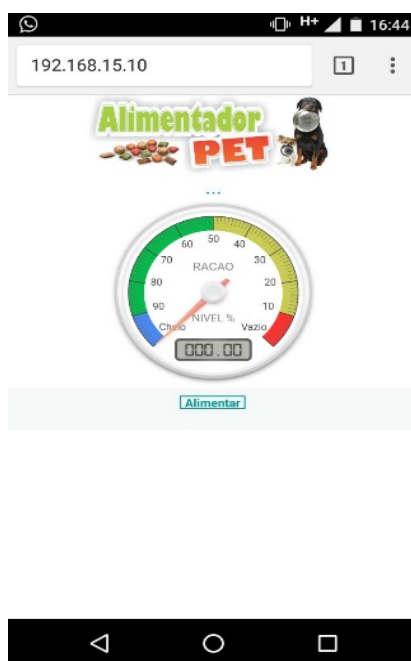 H+ 16:44
192.168.15.10 1
Alimentador
PET
...
50
60 40
70 30
RACAO
80 20
90 10
NIVEL %
Cheio Vazio
000.00
Alimentar